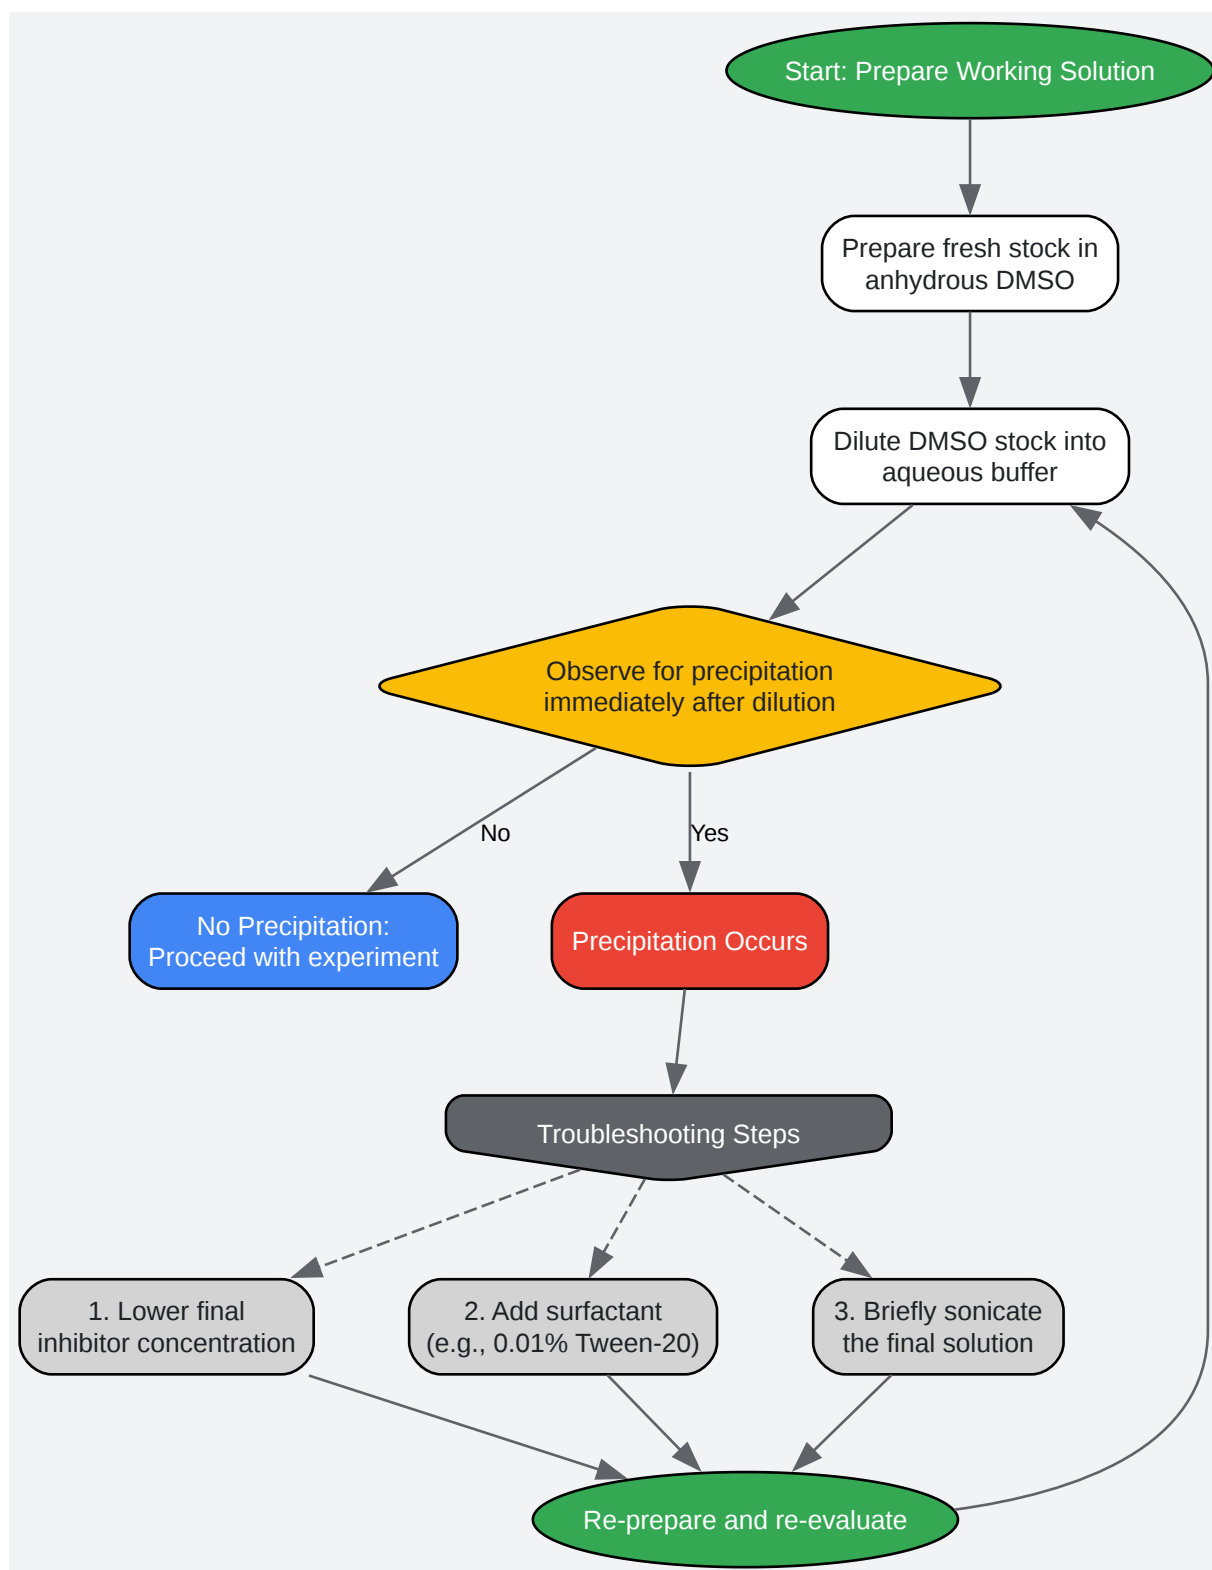 Start: Prepare Working Solution
Prepare fresh stock in
anhydrous DMSO
Dilute DMSO stock into
aqueous buffer
Observe for precipitation
immediately after dilution
No
Yes
No Precipitation:
Proceed with experiment
Precipitation Occurs
Troubleshooting Steps
1. Lower final
inhibitor concentration
2. Add surfactant
(e.g., 0.01% Tween-20)
3. Briefly sonicate
the final solution
Re-prepare and re-evaluate